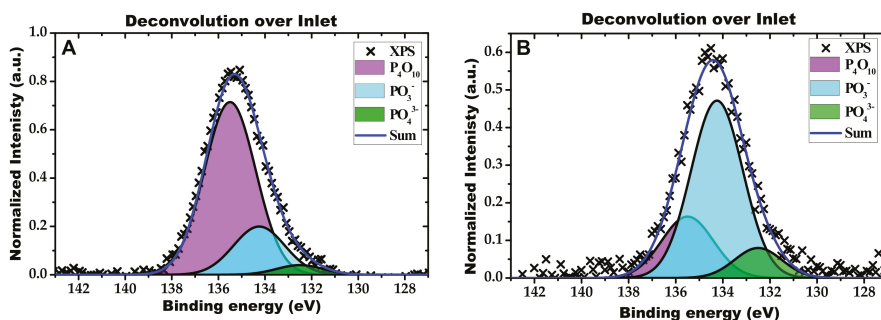 Deconvolution over Inlet
A
Normalized Intenisty (a.u.)
1.0
0.8
0.6
0.4
0.2
0.0
XPS
P₄O₁₀
PO₃⁻
PO₄³⁻
Sum
142 140 138 136 134 132 130 128
Binding energy (eV)
Deconvolution over Inlet
B
Normalized Intenisty (a.u.)
0.6
0.5
0.4
0.3
0.2
0.1
0.0
XPS
P₄O₁₀
PO₃⁻
PO₄³⁻
Sum
142 140 138 136 134 132 130 128
Binding energy (eV)